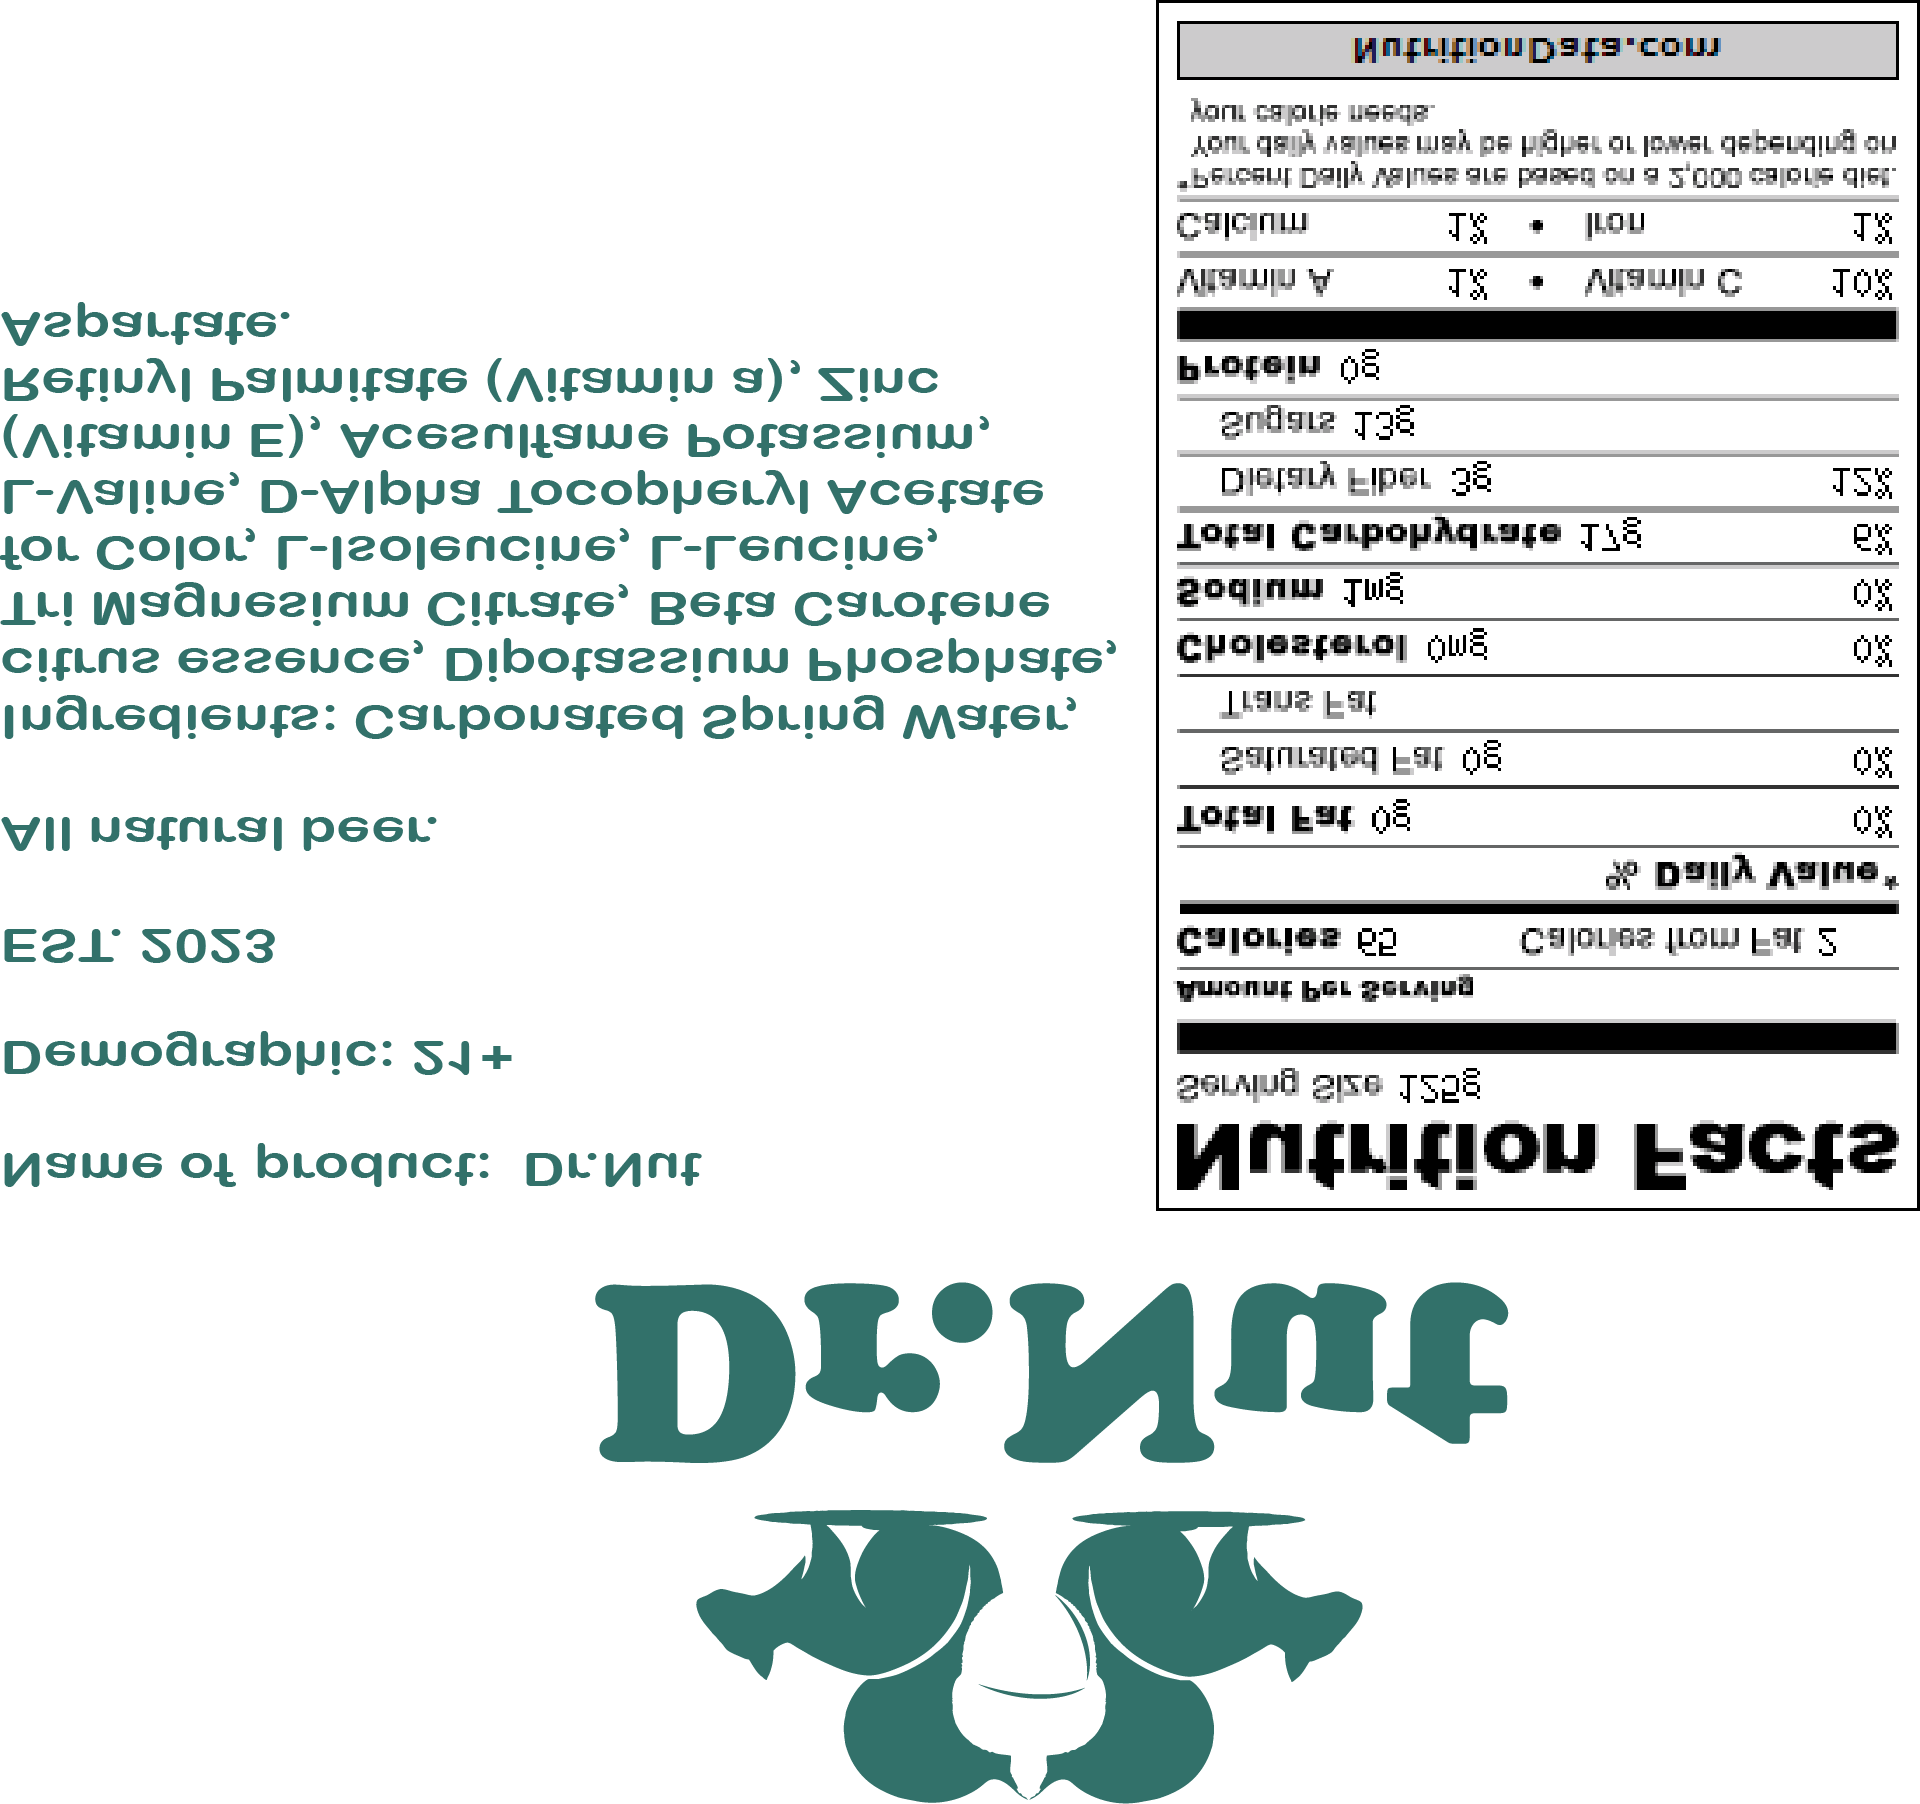 Dr.Nut
Name of product:  Dr.Nut
Demographic: 21+
EST. 2023
All natural beer.
Ingredients: Carbonated Spring Water,
citrus essence, Dipotassium Phosphate,
Tri Magnesium Citrate, Beta Carotene
for Color, L-Isoleucine, L-Leucine,
L-Valine, D-Alpha Tocopheryl Acetate
(Vitamin E), Acesulfame Potassium,
Retinyl Palmitate (Vitamin a), Zinc
Aspartate.
Nutrition Facts
Serving Size 125g
Amount Per Serving
Calories 65 Calories from Fat 2
% Daily Value*
Total Fat 0g 0%
Saturated Fat 0g 0%
Trans Fat
Cholesterol 0mg 0%
Sodium 1mg 0%
Total Carbohydrate 17g 6%
Dietary Fiber 3g 12%
Sugars 13g
Protein 0g
Vitamin A 1% • Vitamin C 10%
Calcium 1% • Iron 1%
*Percent Daily Values are based on a 2,000 calorie diet.
Your daily values may be higher or lower depending on
your calorie needs.
NutritionData.com